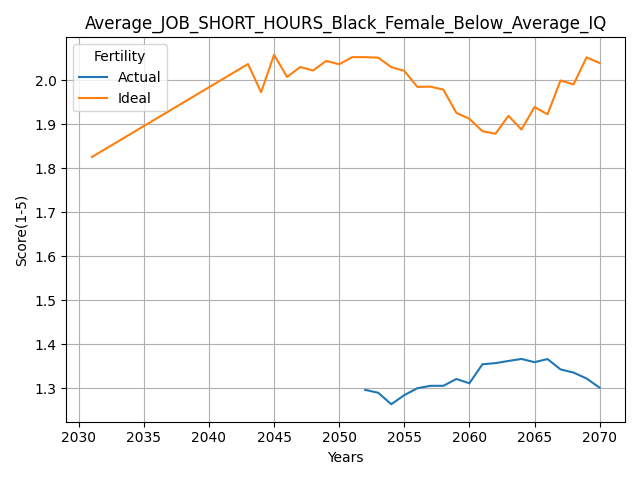 Average_JOB_SHORT_HOURS_Black_Female_Below_Average_IQ
Fertility
Actual
Ideal
Score(1-5)
2.0
1.9
1.8
1.7
1.6
1.5
1.4
1.3
2030 2035 2040 2045 2050 2055 2060 2065 2070
Years